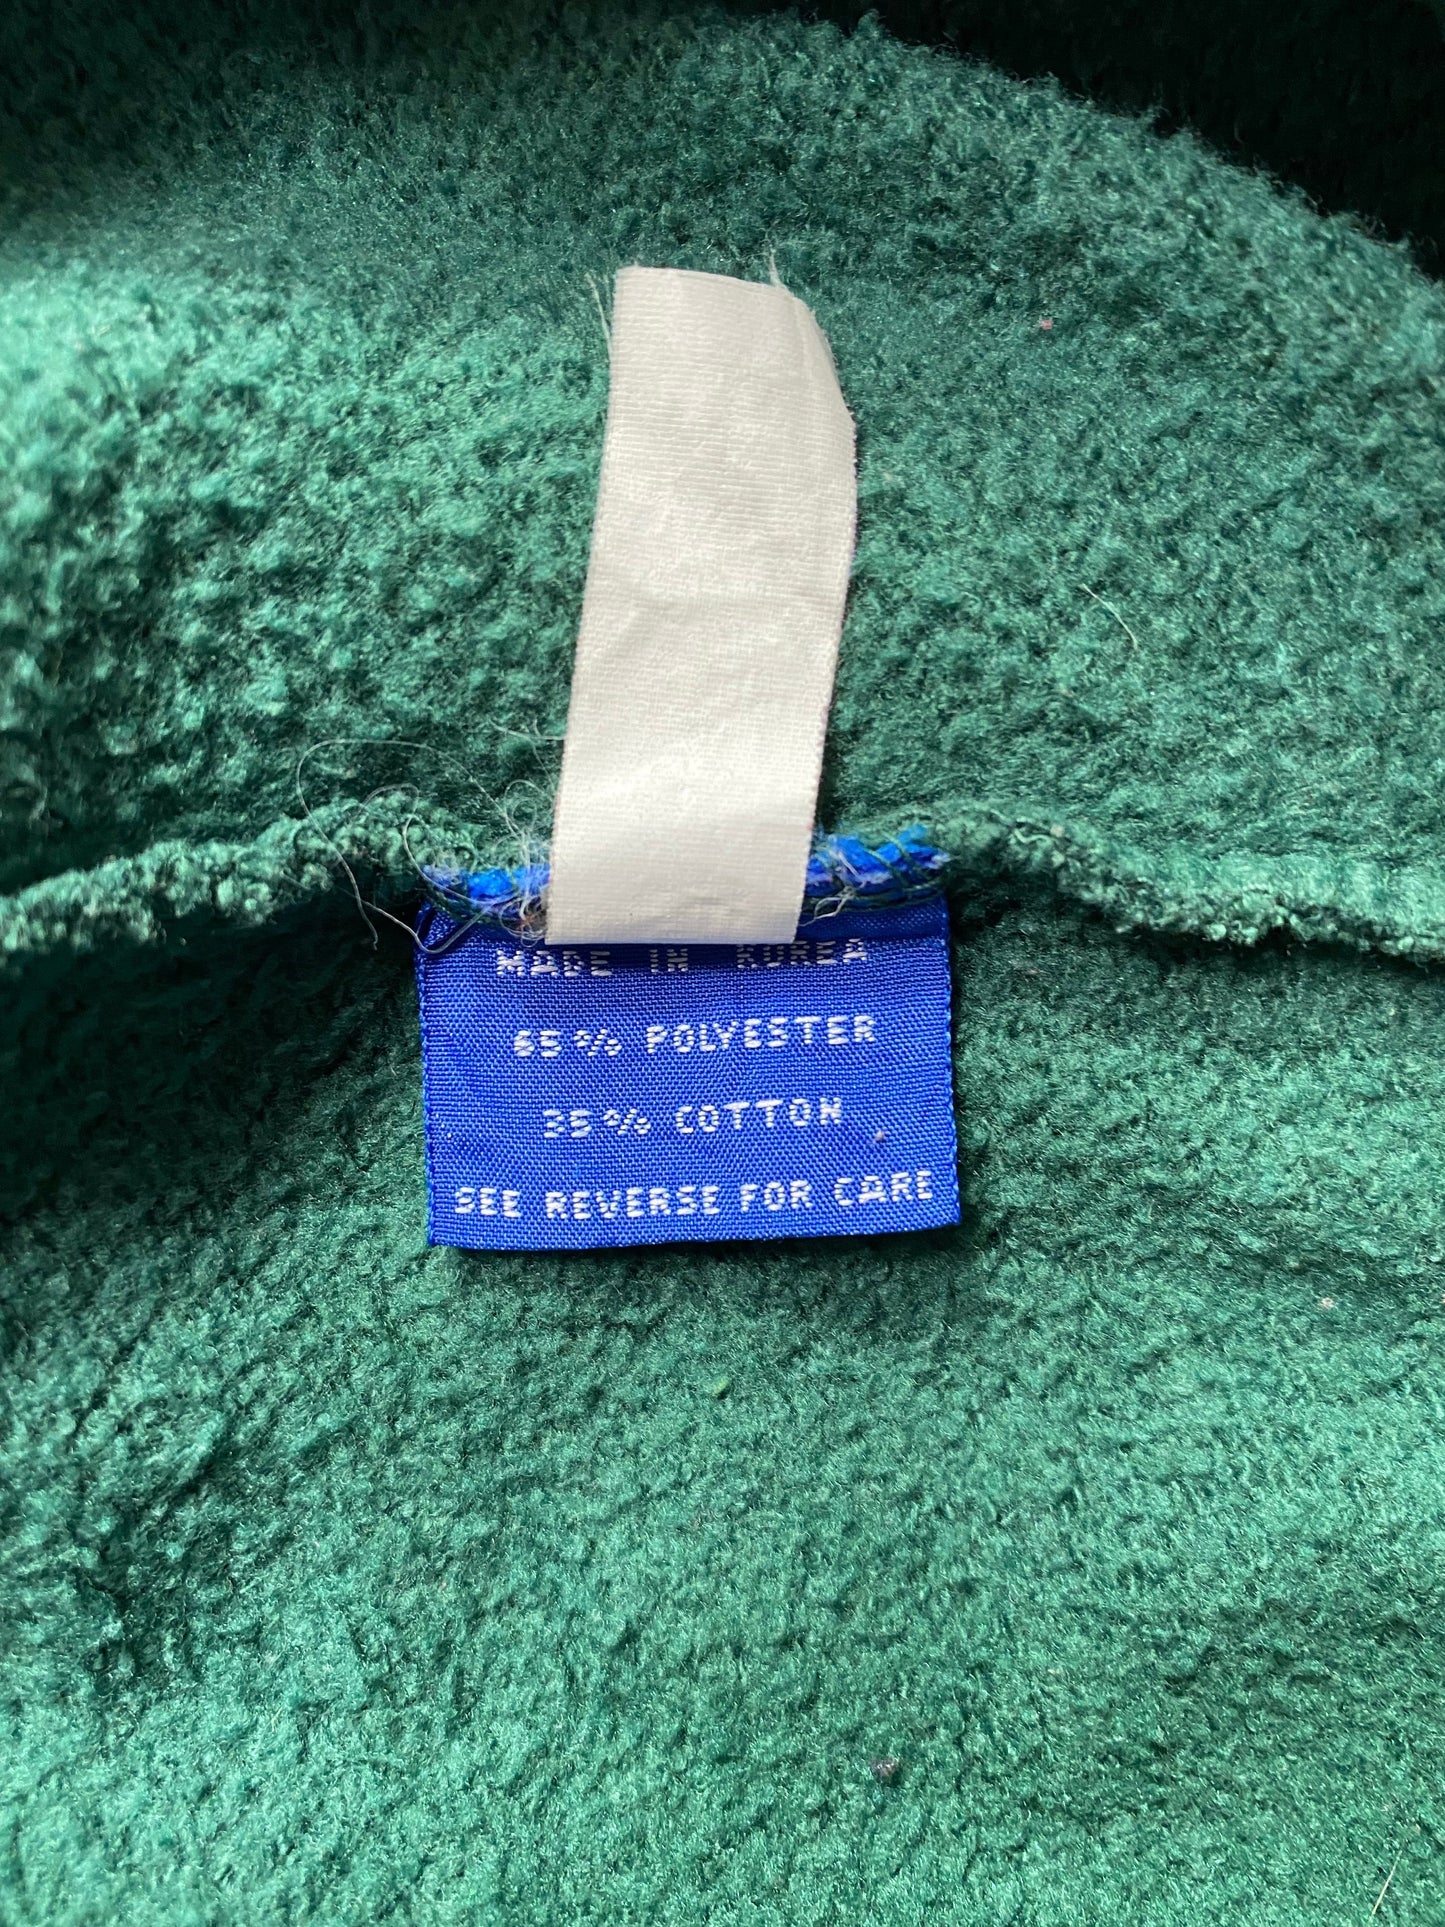 MADE IN KOREA
65% POLYESTER
35% COTTON
SEE REVERSE FOR CARE